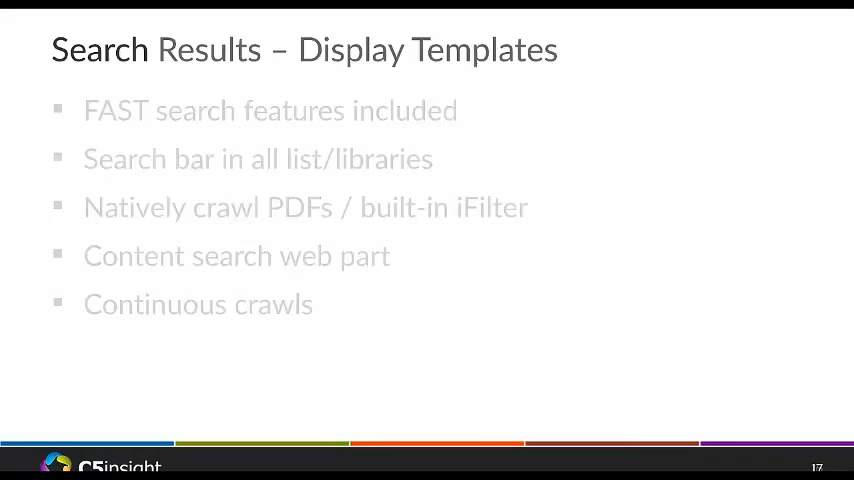 Search Results – Display Templates
▪ FAST search features included
▪ Search bar in all list/libraries
▪ Natively crawl PDFs / built-in iFilter
▪ Content search web part
▪ Continuous crawls
C5insight
17